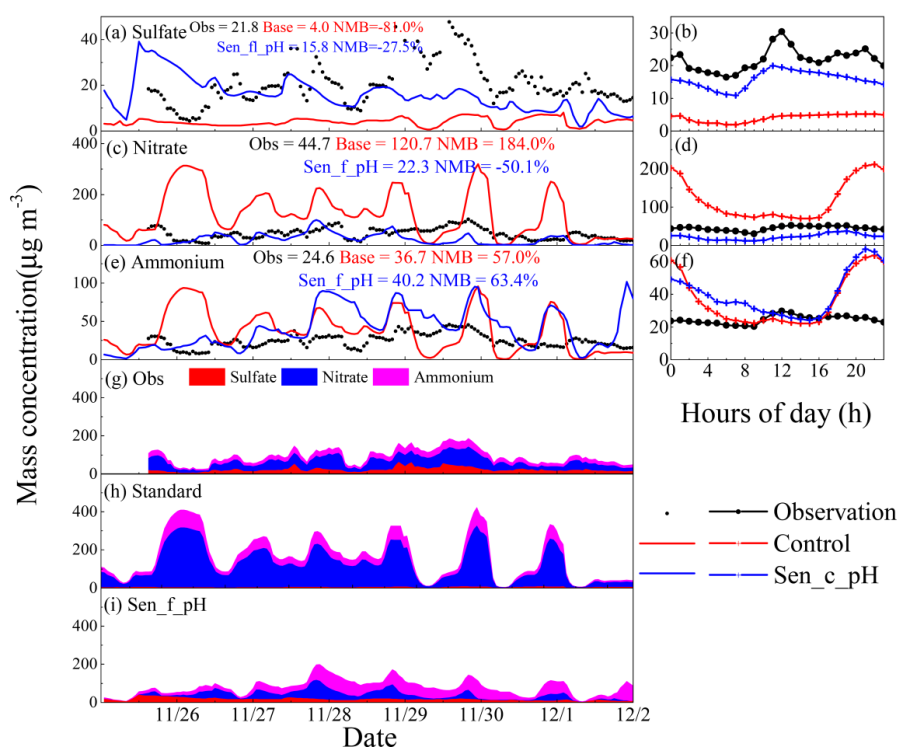 (a) Sulfate Obs = 21.8 Base = 4.0 NMB=-81.0%
Sen_fl_pH = 15.8 NMB=-27.5%
40
20
0
(b)
30
20
10
0
(c) Nitrate Obs = 44.7 Base = 120.7 NMB = 184.0%
Sen_f_pH = 22.3 NMB = -50.1%
400
200
0
(d)
200
100
0
(e) Ammonium Obs = 24.6 Base = 36.7 NMB = 57.0%
Sen_f_pH = 40.2 NMB = 63.4%
100
50
0
(f)
60
40
20
0
0 4 8 12 16 20
Hours of day (h)
(g) Obs Sulfate Nitrate Ammonium
400
200
0
(h) Standard
400
200
0
(i) Sen_f_pH
400
200
0
11/26 11/27 11/28 11/29 11/30 12/1 12/2
Date
Mass concentration(μg m⁻³)
Observation
Control
Sen_c_pH